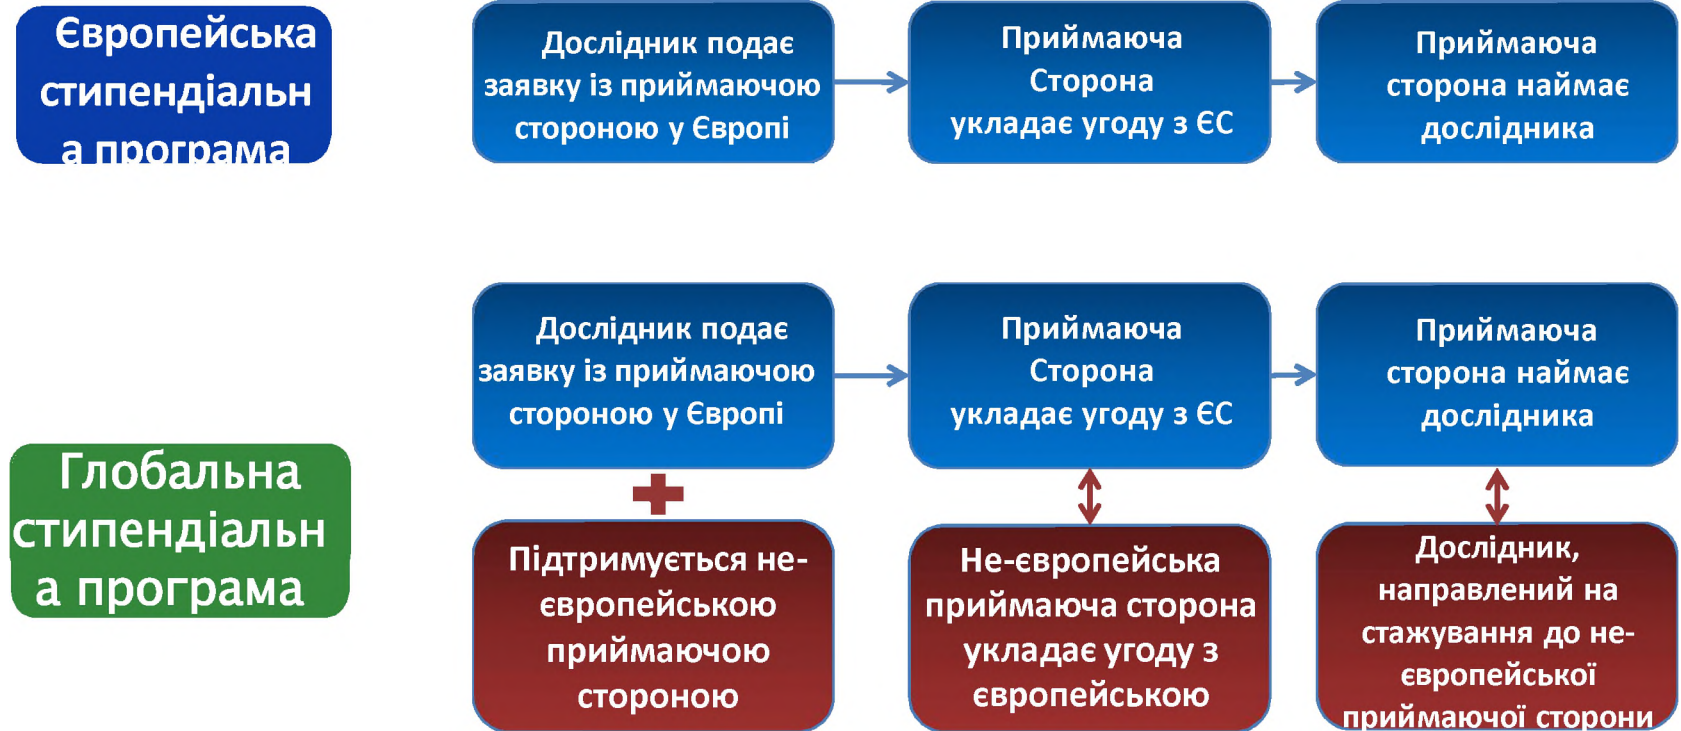 Європейська
стипендіальн
а програма
Дослідник подає
заявку із приймаючою
стороною у Європі
Приймаюча
Сторона
укладає угоду з ЄС
Приймаюча
сторона наймає
дослідника
Глобальна
стипендіальн
а програма
Дослідник подає
заявку із приймаючою
стороною у Європі
Приймаюча
Сторона
укладає угоду з ЄС
Приймаюча
сторона наймає
дослідника
Підтримується не-
європейською
приймаючою
стороною
Не-європейська
приймаюча сторона
укладає угоду з
європейською
Дослідник,
направлений на
стажування до не-
європейської
приймаючої сторони